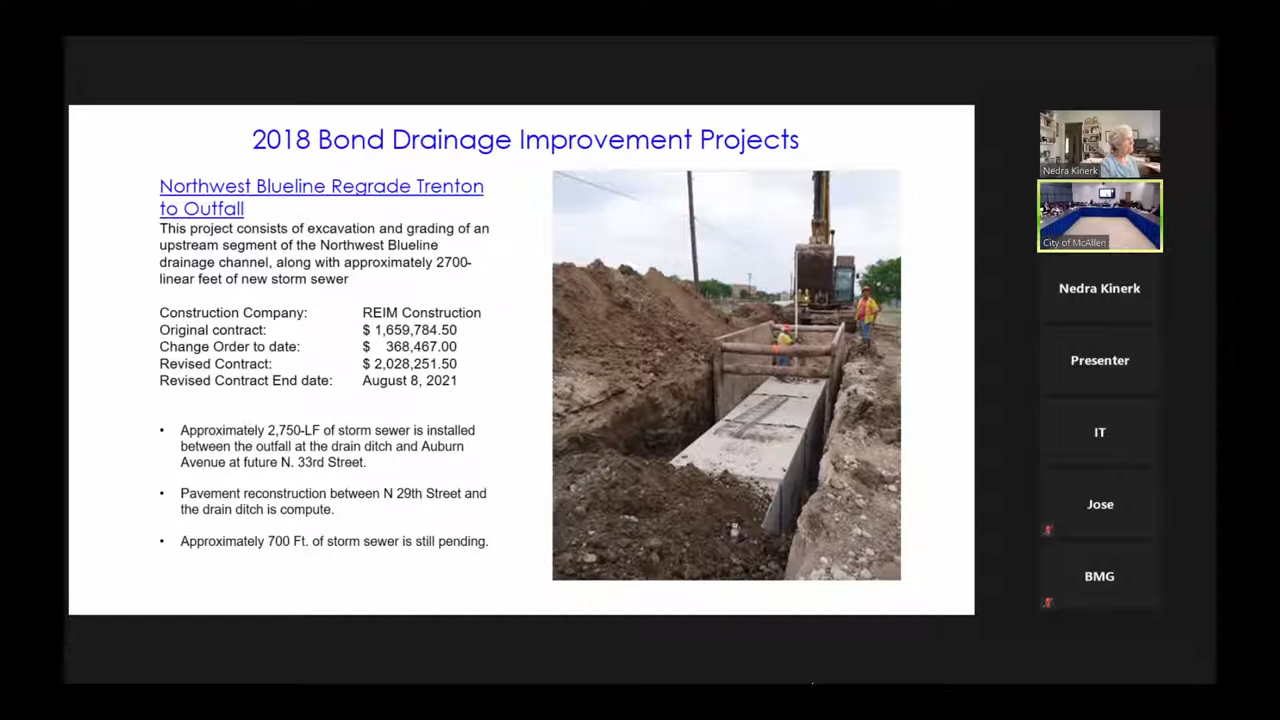 2018 Bond Drainage Improvement Projects
Northwest Blueline Regrade Trenton
to Outfall
This project consists of excavation and grading of an
upstream segment of the Northwest Blueline
drainage channel, along with approximately 2700-
linear feet of new storm sewer
Construction Company: REIM Construction
Original contract: $ 1,659,784.50
Change Order to date: $ 368,467.00
Revised Contract: $ 2,028,251.50
Revised Contract End date: August 8, 2021
• Approximately 2,750-LF of storm sewer is installed
between the outfall at the drain ditch and Auburn
Avenue at future N. 33rd Street.
• Pavement reconstruction between N 29th Street and
the drain ditch is compute.
• Approximately 700 Ft. of storm sewer is still pending.
Nedra Kinerk
City of McAllen
Nedra Kinerk
Presenter
IT
Jose
BMG